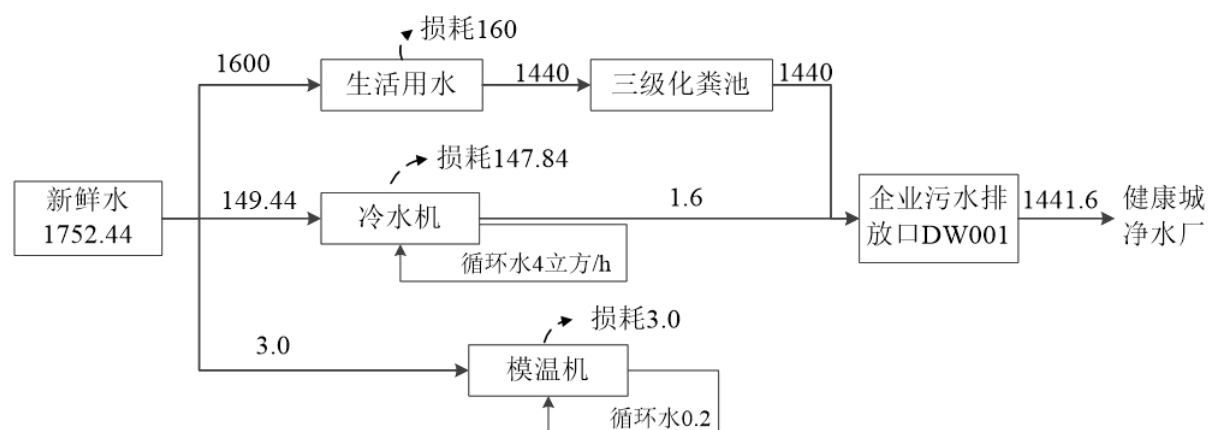 损耗160
1600
生活用水
1440
三级化粪池
1440
损耗147.84
新鲜水
1752.44
149.44
冷水机
1.6
企业污水排
放口DW001
1441.6
健康城
净水厂
循环水4立方/h
损耗3.0
3.0
模温机
循环水0.2